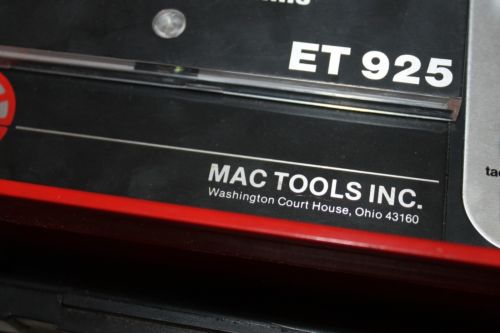 ET 925
MAC TOOLS INC.
Washington Court House, Ohio 43160